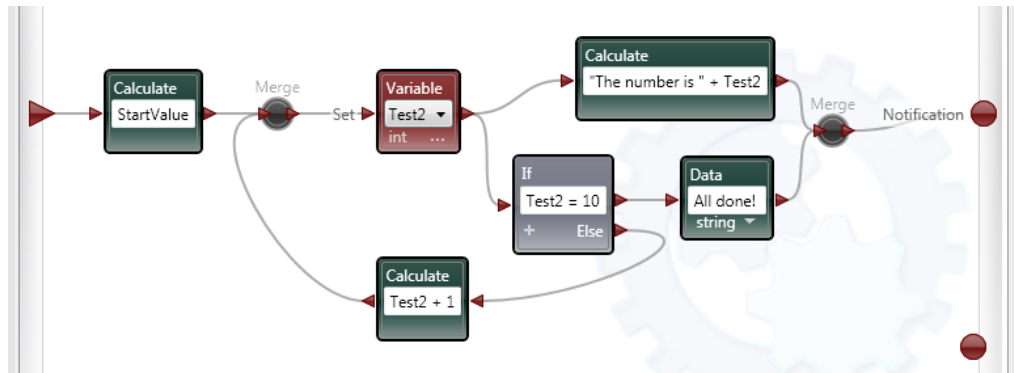 Calculate
StartValue
Merge
Set
Variable
Test2
int ...
Calculate
"The number is " + Test2
If
Test2 = 10
+ Else
Data
All done!
string
Merge
Notification
Calculate
Test2 + 1